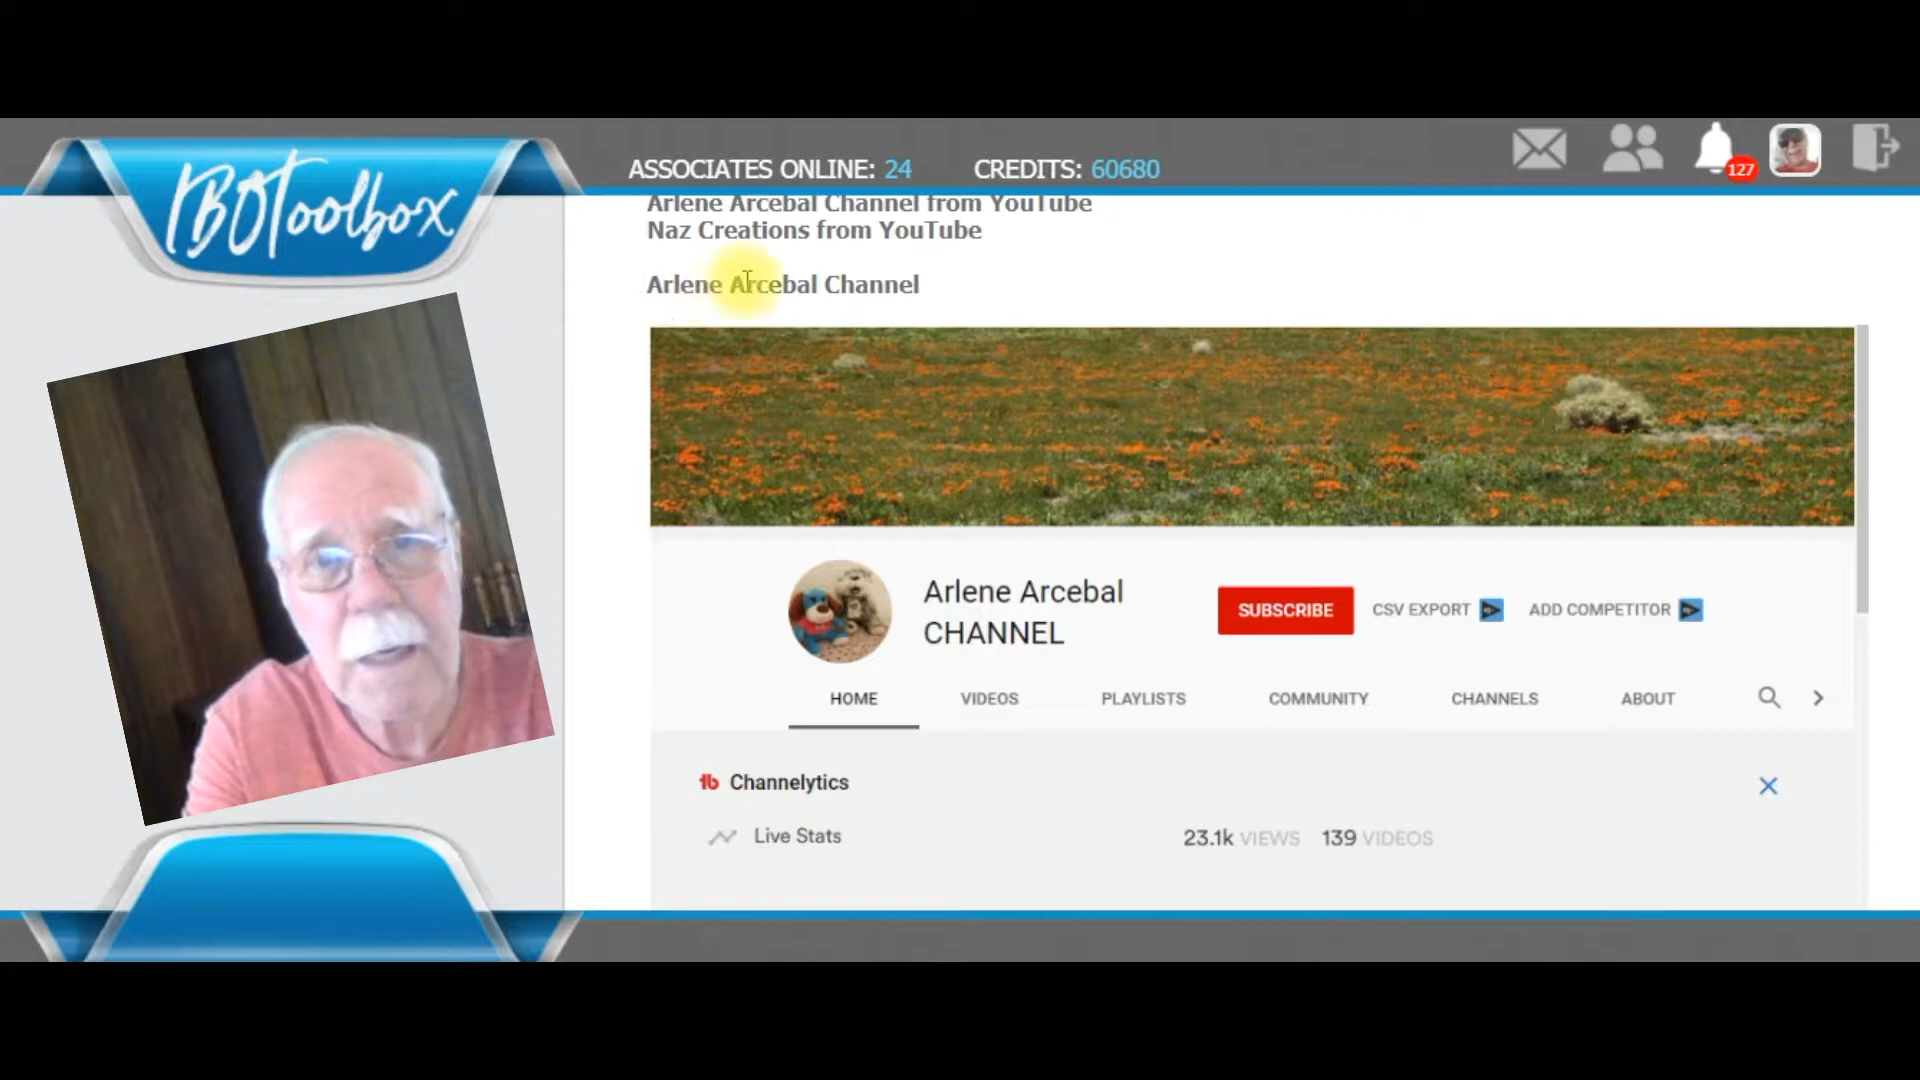 IBOToolbox
ASSOCIATES ONLINE: 24 CREDITS: 60680
127
Arlene Arcebal Channel from YouTube
Naz Creations from YouTube
Arlene Arcebal Channel
Arlene Arcebal
CHANNEL
SUBSCRIBE CSV EXPORT ADD COMPETITOR
HOME VIDEOS PLAYLISTS COMMUNITY CHANNELS ABOUT
tb Channelytics
Live Stats 23.1k VIEWS 139 VIDEOS